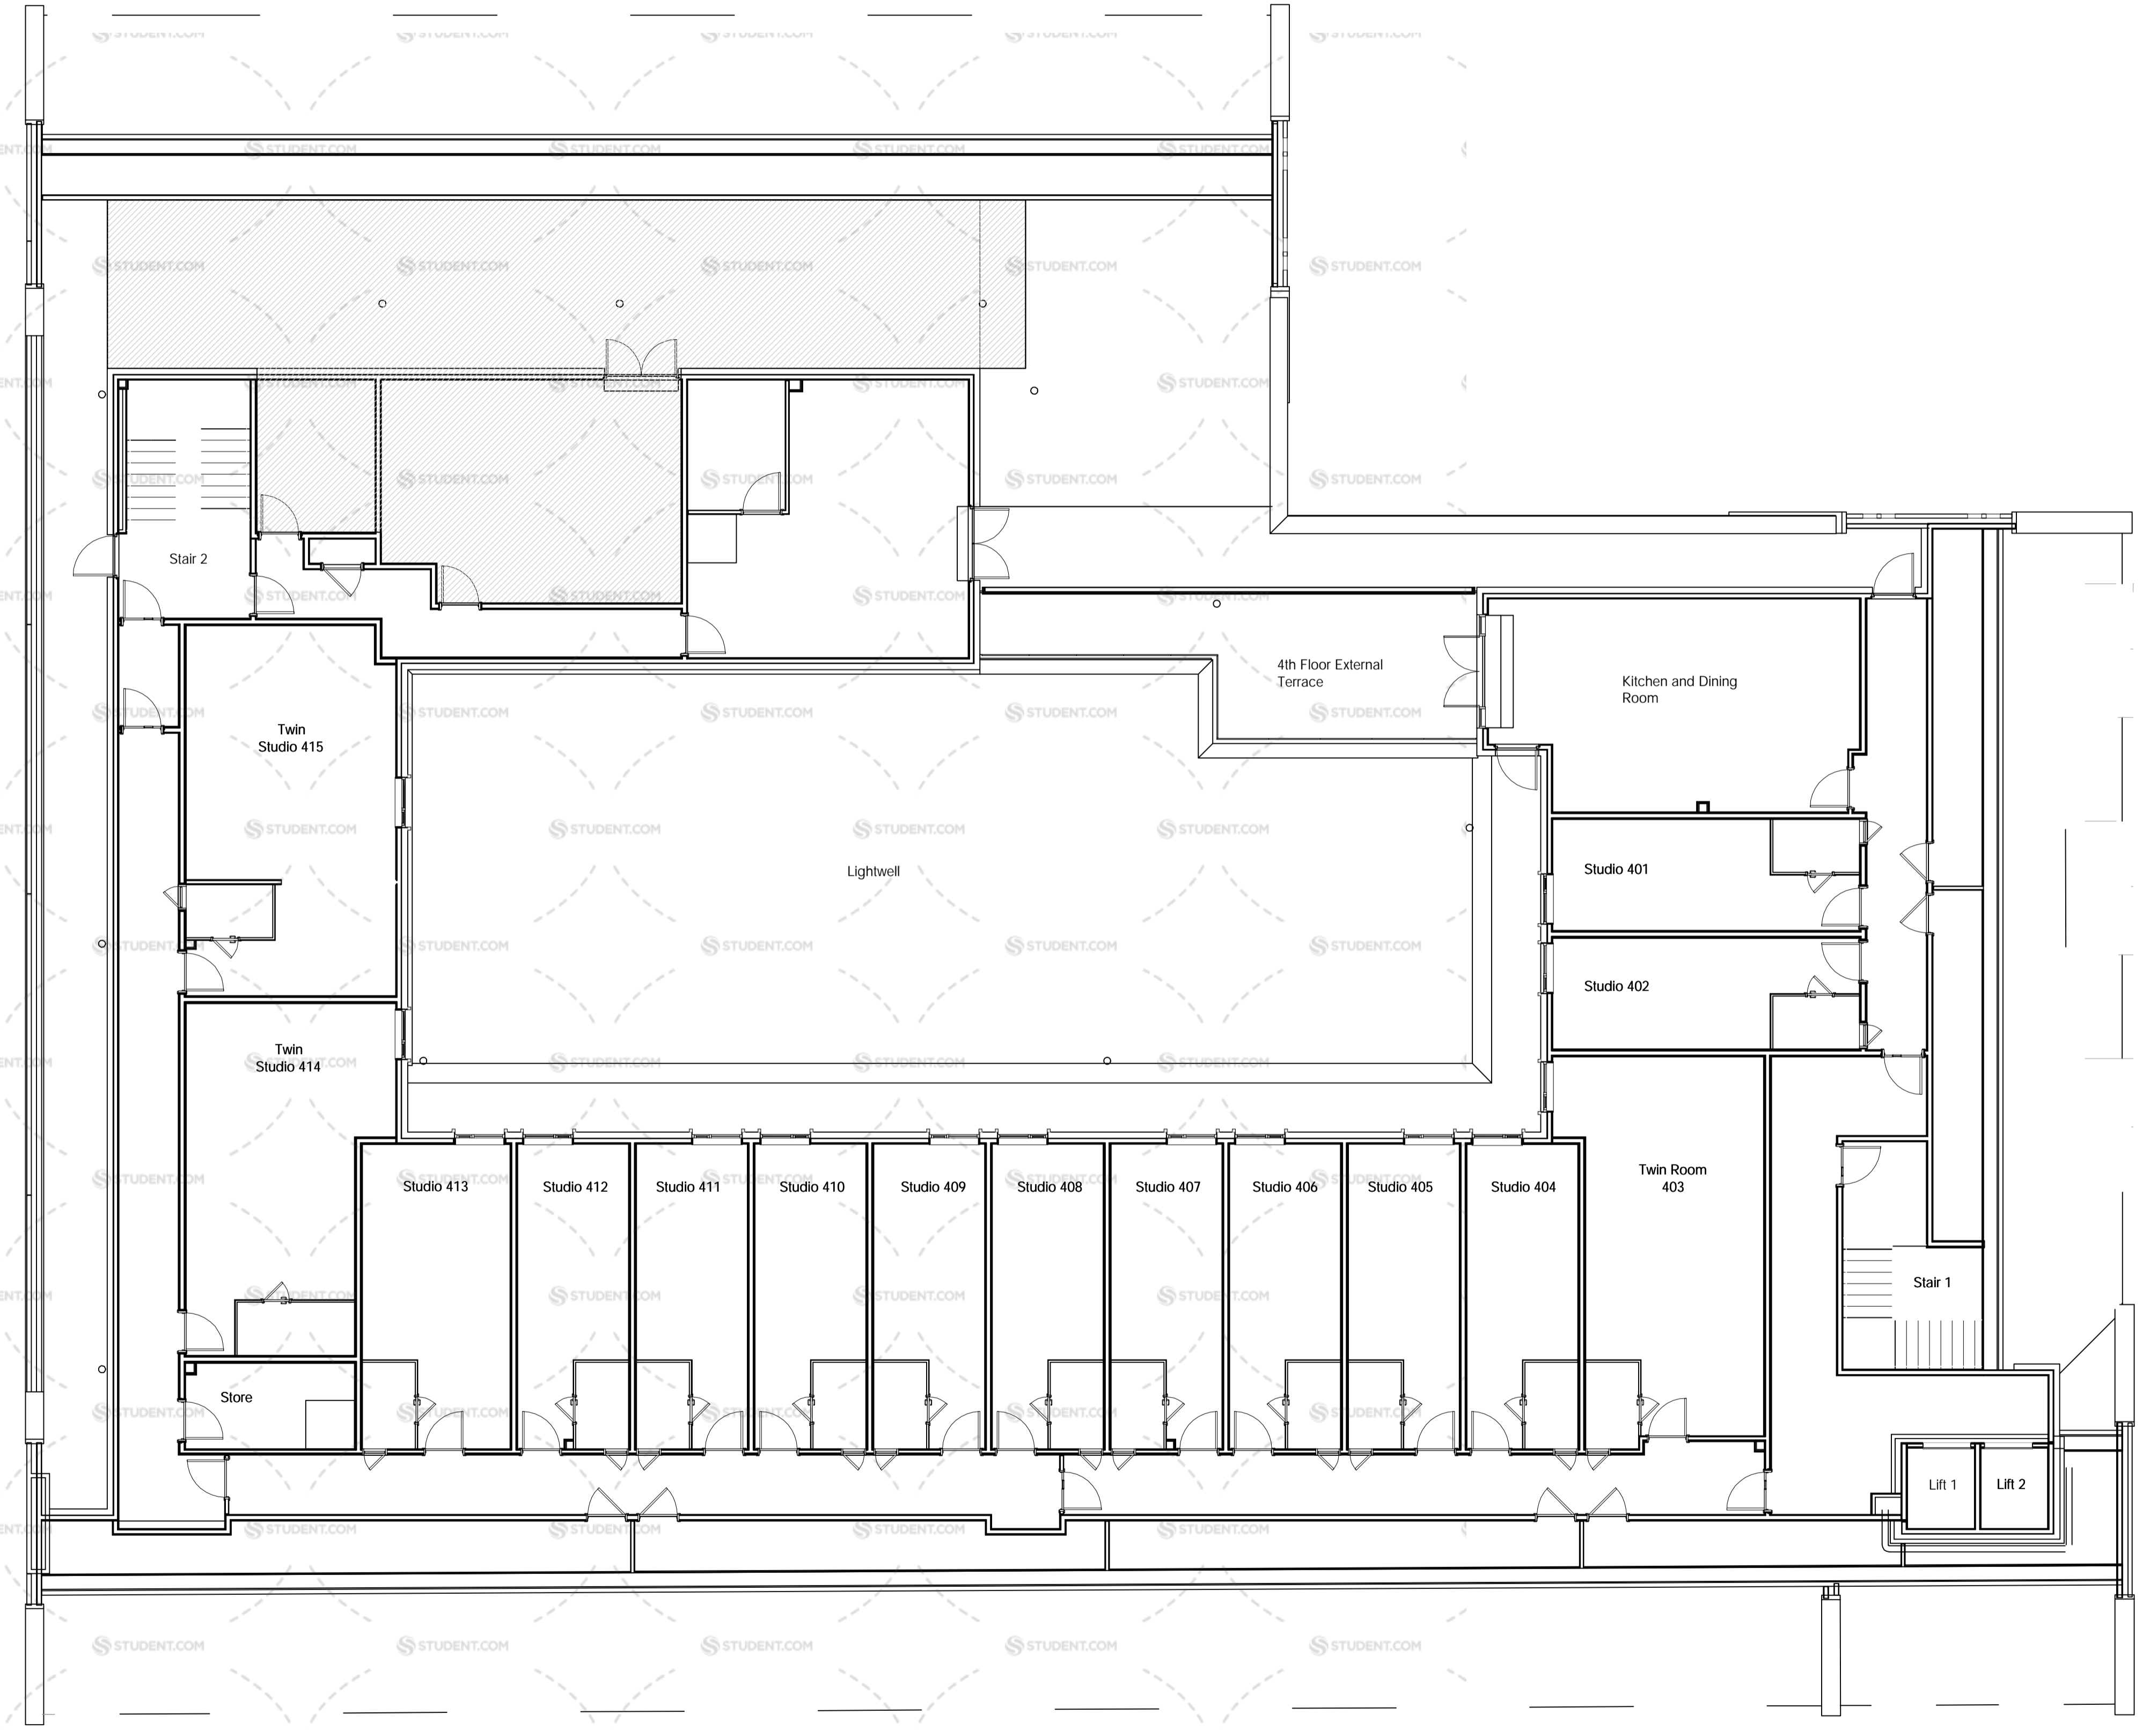 STUDENT.COM
Stair 2
4th Floor External
Terrace
Kitchen and Dining
Room
Twin
Studio 415
Lightwell
Studio 401
Studio 402
Twin
Studio 414
Twin Room
403
Studio 413
Studio 412
Studio 411
Studio 410
Studio 409
Studio 408
Studio 407
Studio 406
Studio 405
Studio 404
Stair 1
Store
Lift 1
Lift 2